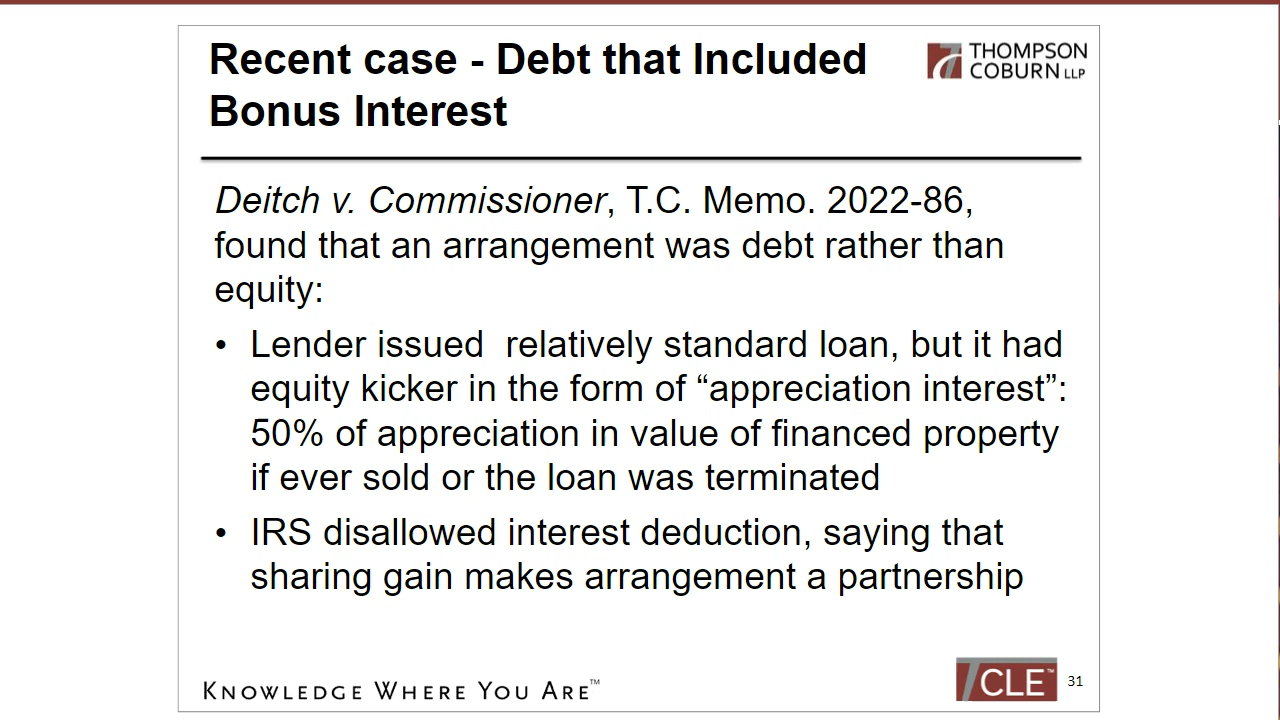 Recent case - Debt that Included
Bonus Interest
THOMPSON
COBURN LLP
Deitch v. Commissioner, T.C. Memo. 2022-86,
found that an arrangement was debt rather than
equity:
• Lender issued  relatively standard loan, but it had
equity kicker in the form of “appreciation interest”:
50% of appreciation in value of financed property
if ever sold or the loan was terminated
• IRS disallowed interest deduction, saying that
sharing gain makes arrangement a partnership
KNOWLEDGE WHERE YOU ARE™
TCLE™
31